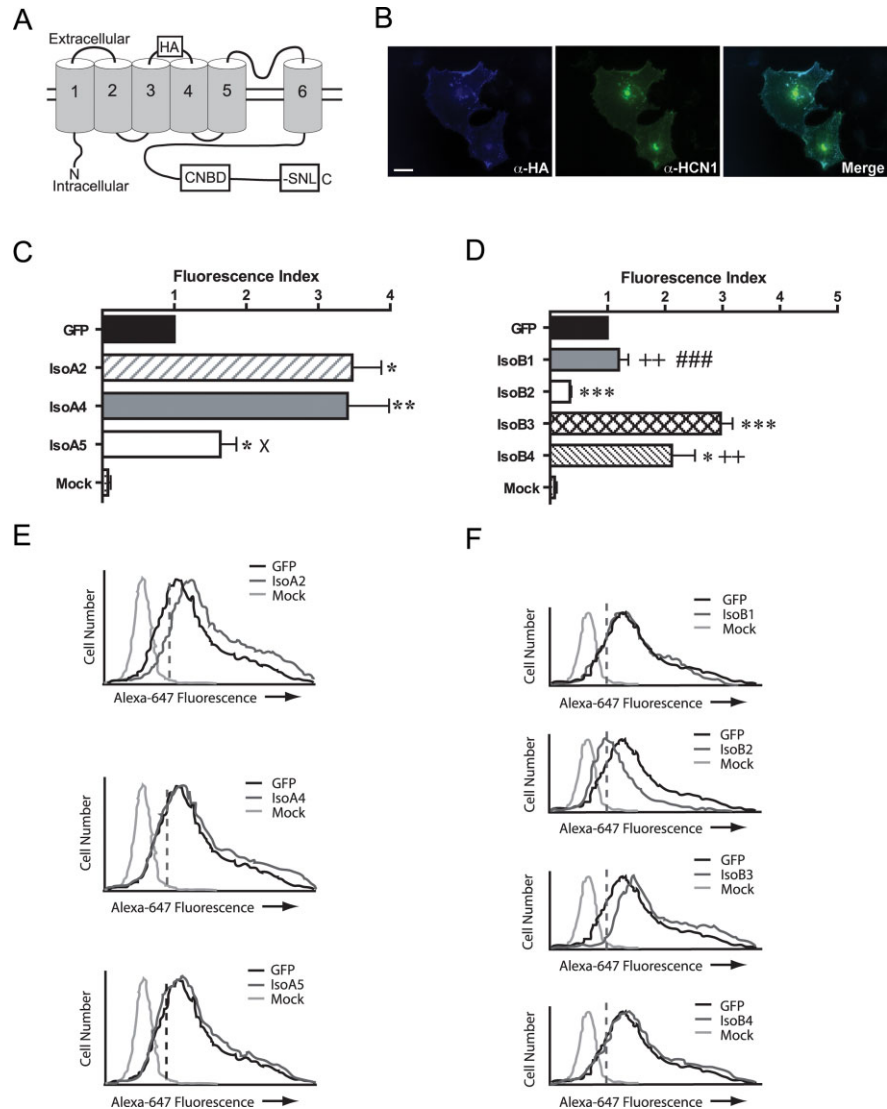 A
Extracellular
HA
1 2 3 4 5 6
N
Intracellular
CNBD
-SNL C
B
α-HA
α-HCN1
Merge
C
Fluorescence Index
1 2 3 4
GFP
IsoA2 *
IsoA4 **
IsoA5 * X
Mock
D
Fluorescence Index
1 2 3 4 5
GFP
IsoB1 ++ ###
IsoB2 ***
IsoB3 ***
IsoB4 * ++
Mock
E
GFP
IsoA2
Mock
Cell Number
Alexa-647 Fluorescence
GFP
IsoA4
Mock
Cell Number
Alexa-647 Fluorescence
GFP
IsoA5
Mock
Cell Number
Alexa-647 Fluorescence
F
GFP
IsoB1
Mock
Cell Number
Alexa-647 Fluorescence
GFP
IsoB2
Mock
Cell Number
Alexa-647 Fluorescence
GFP
IsoB3
Mock
Cell Number
Alexa-647 Fluorescence
GFP
IsoB4
Mock
Cell Number
Alexa-647 Fluorescence